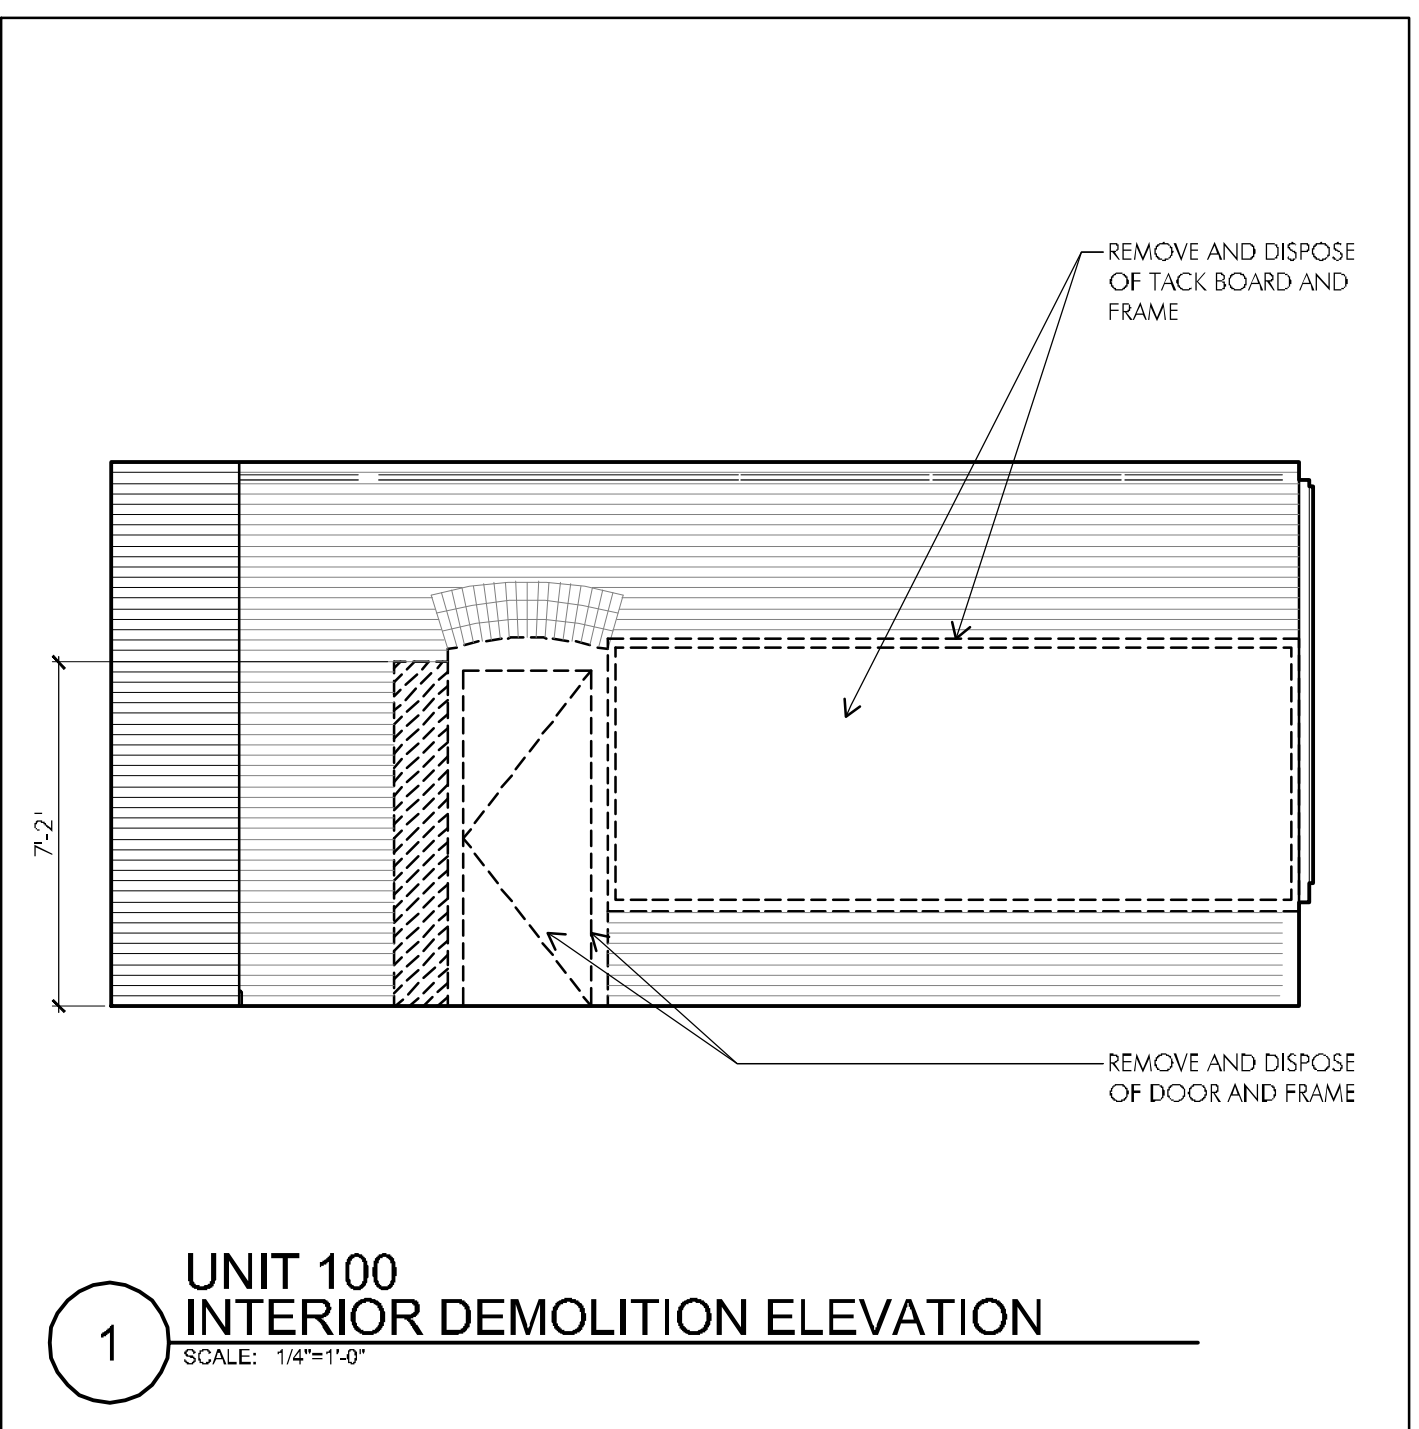 REMOVE AND DISPOSE
OF TACK BOARD AND
FRAME
7'-2'
REMOVE AND DISPOSE
OF DOOR AND FRAME
UNIT 100
INTERIOR DEMOLITION ELEVATION
1
SCALE: 1/4"=1'-0"